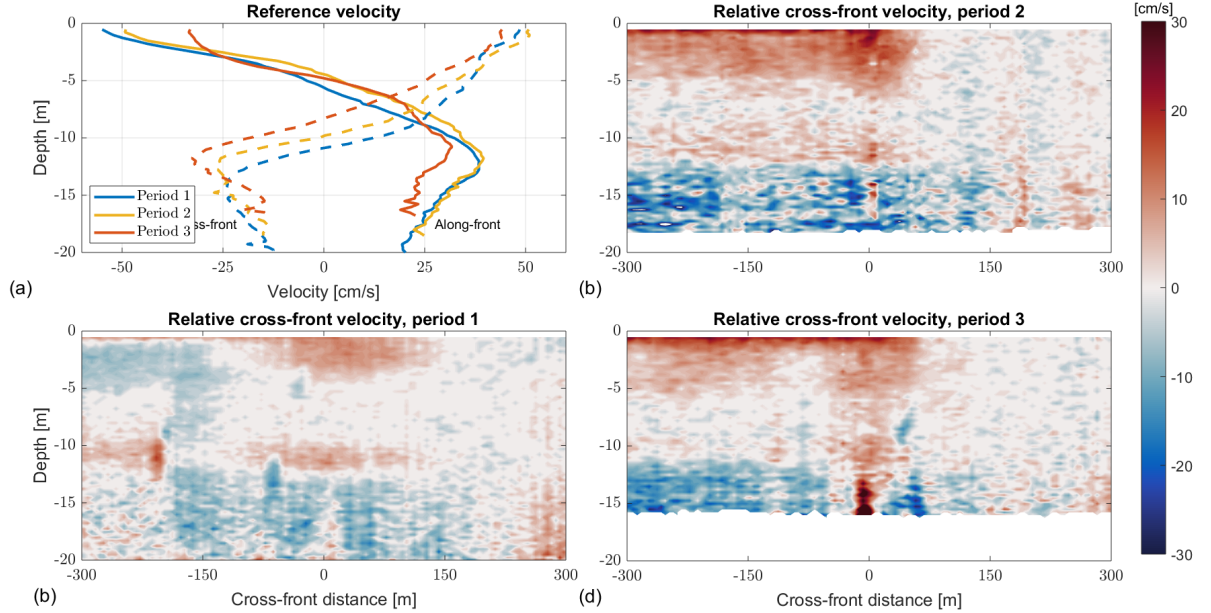 Reference velocity
0
-5
-10
-15
-20
Depth [m]
-50
-25
0
25
50
Velocity [cm/s]
Period 1
Period 2
Period 3
ss-front
Along-front
(a)
Relative cross-front velocity, period 2
0
-5
-10
-15
-20
-300
-150
0
150
300
(b)
[cm/s]
30
20
10
0
-10
-20
-30
Relative cross-front velocity, period 1
0
-5
-10
-15
-20
Depth [m]
-300
-150
0
150
300
Cross-front distance [m]
(b)
Relative cross-front velocity, period 3
0
-5
-10
-15
-20
-300
-150
0
150
300
Cross-front distance [m]
(d)